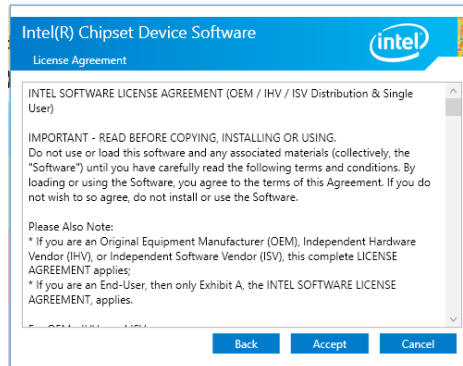 Intel(R) Chipset Device Software
intel
License Agreement
INTEL SOFTWARE LICENSE AGREEMENT (OEM / IHV / ISV Distribution & Single
User)
IMPORTANT - READ BEFORE COPYING, INSTALLING OR USING.
Do not use or load this software and any associated materials (collectively, the
"Software") until you have carefully read the following terms and conditions. By
loading or using the Software, you agree to the terms of this Agreement. If you do
not wish to so agree, do not install or use the Software.
Please Also Note:
* If you are an Original Equipment Manufacturer (OEM), Independent Hardware
Vendor (IHV), or Independent Software Vendor (ISV), this complete LICENSE
AGREEMENT applies;
* If you are an End-User, then only Exhibit A, the INTEL SOFTWARE LICENSE
AGREEMENT, applies.
Back Accept Cancel